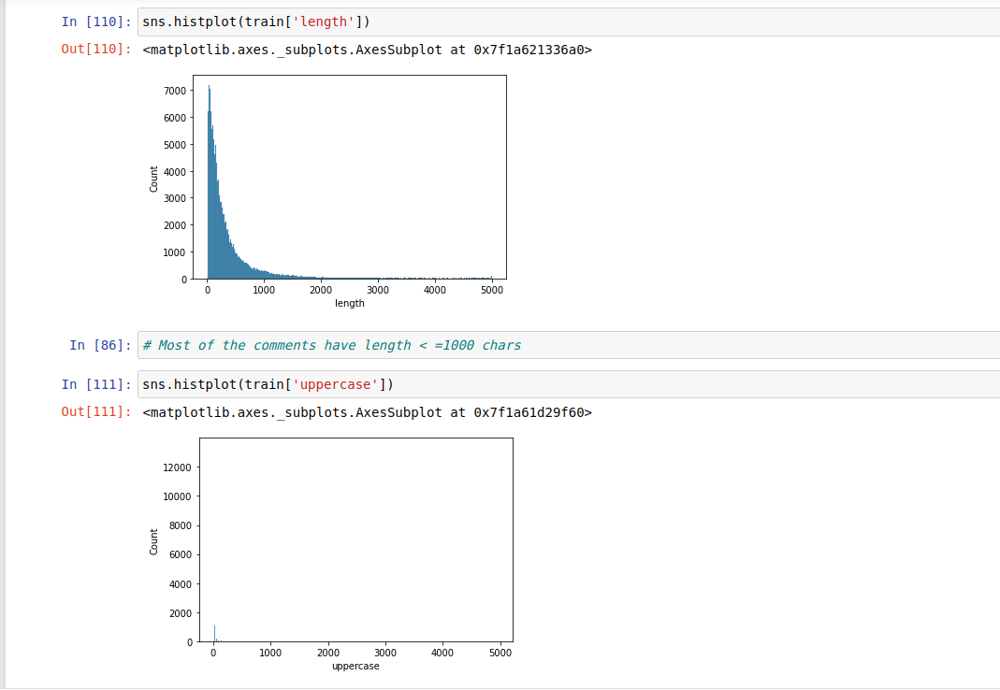 In [110]: sns.histplot(train['length'])
Out[110]: <matplotlib.axes._subplots.AxesSubplot at 0x7f1a621336a0>
7000
6000
5000
4000
3000
2000
1000
0
Count
0 1000 2000 3000 4000 5000
length
In [86]: # Most of the comments have length < =1000 chars
In [111]: sns.histplot(train['uppercase'])
Out[111]: <matplotlib.axes._subplots.AxesSubplot at 0x7f1a61d29f60>
12000
10000
8000
6000
4000
2000
0
Count
0 1000 2000 3000 4000 5000
uppercase